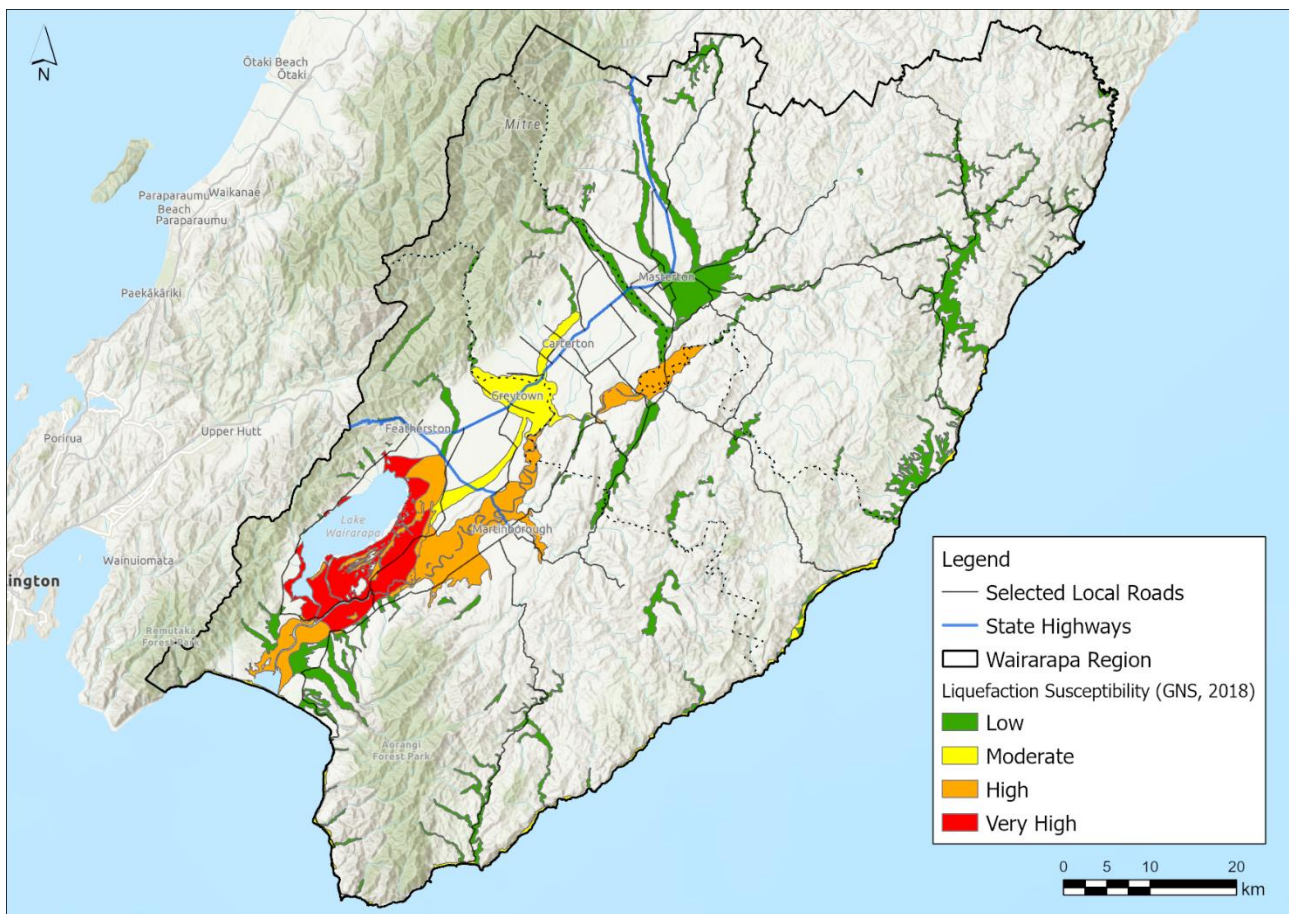 N
Ōtaki Beach
Ōtaki
Mitre
Paraparaumu
Beach
Waikanae
Paraparaumu
Masterton
Paekākāriki
Carterton
Greytown
Upper Hutt
Featherston
Porirua
Lake
Wairarapa
Martinborough
Wainuiomata
ington
Remutaka
Forest Park
Aorangi
Forest Park
Legend
Selected Local Roads
State Highways
Wairarapa Region
Liquefaction Susceptibility (GNS, 2018)
Low
Moderate
High
Very High
0 5 10 20
km